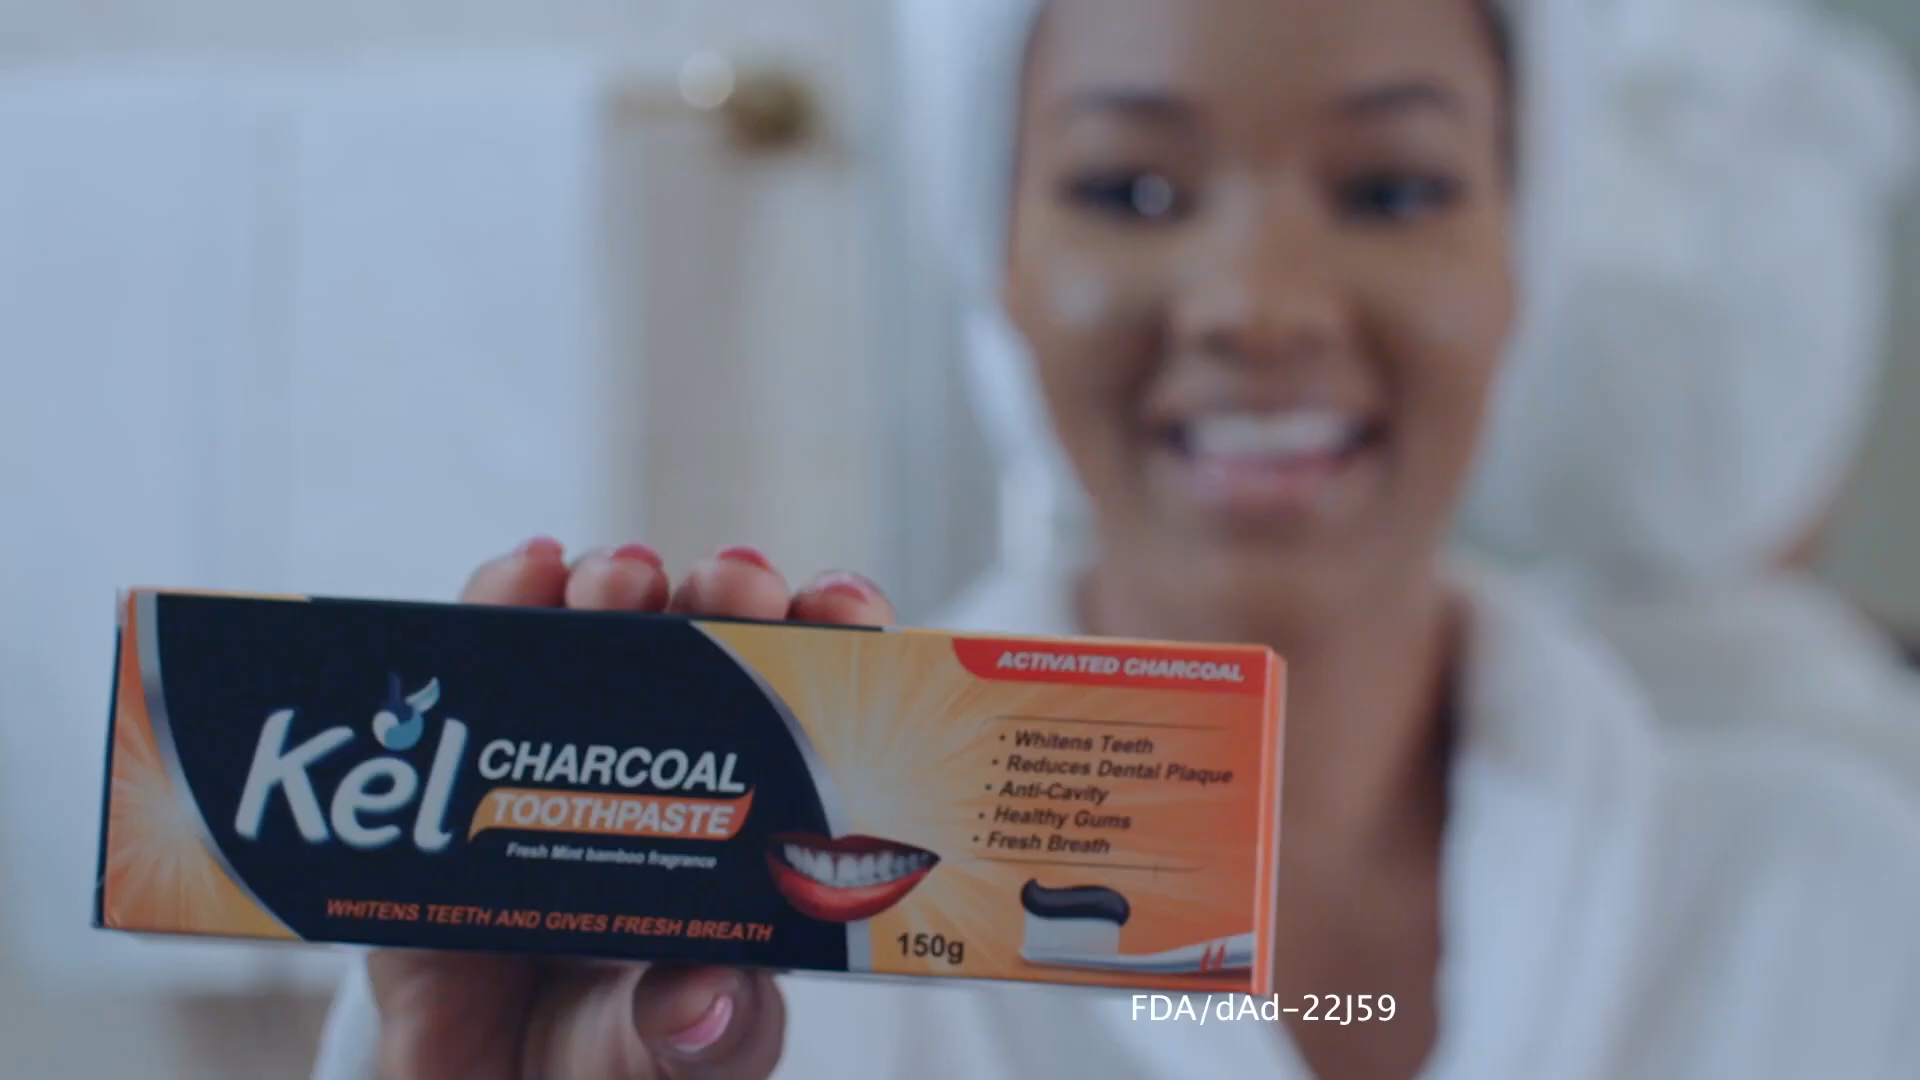 Kel
CHARCOAL
TOOTHPASTE
Fresh Mint bamboo fragrance
WHITENS TEETH AND GIVES FRESH BREATH
ACTIVATED CHARCOAL
• Whitens Teeth
• Reduces Dental Plaque
• Anti-Cavity
• Healthy Gums
• Fresh Breath
150g
FDA/dAd-22J59